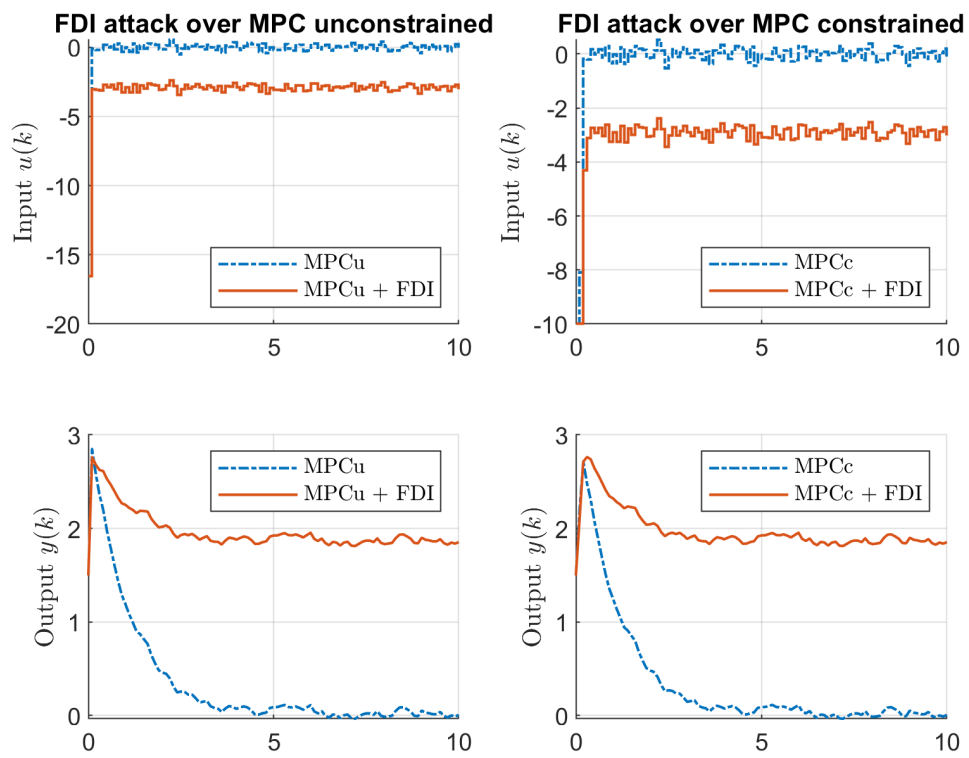 FDI attack over MPC unconstrained
0
-5
-10
-15
-20
Input u(k)
MPCu
MPCu + FDI
0 5 10
FDI attack over MPC constrained
0
-2
-4
-6
-8
-10
Input u(k)
MPCc
MPCc + FDI
0 5 10
3
2
1
0
Output y(k)
MPCu
MPCu + FDI
0 5 10
3
2
1
0
Output y(k)
MPCc
MPCc + FDI
0 5 10